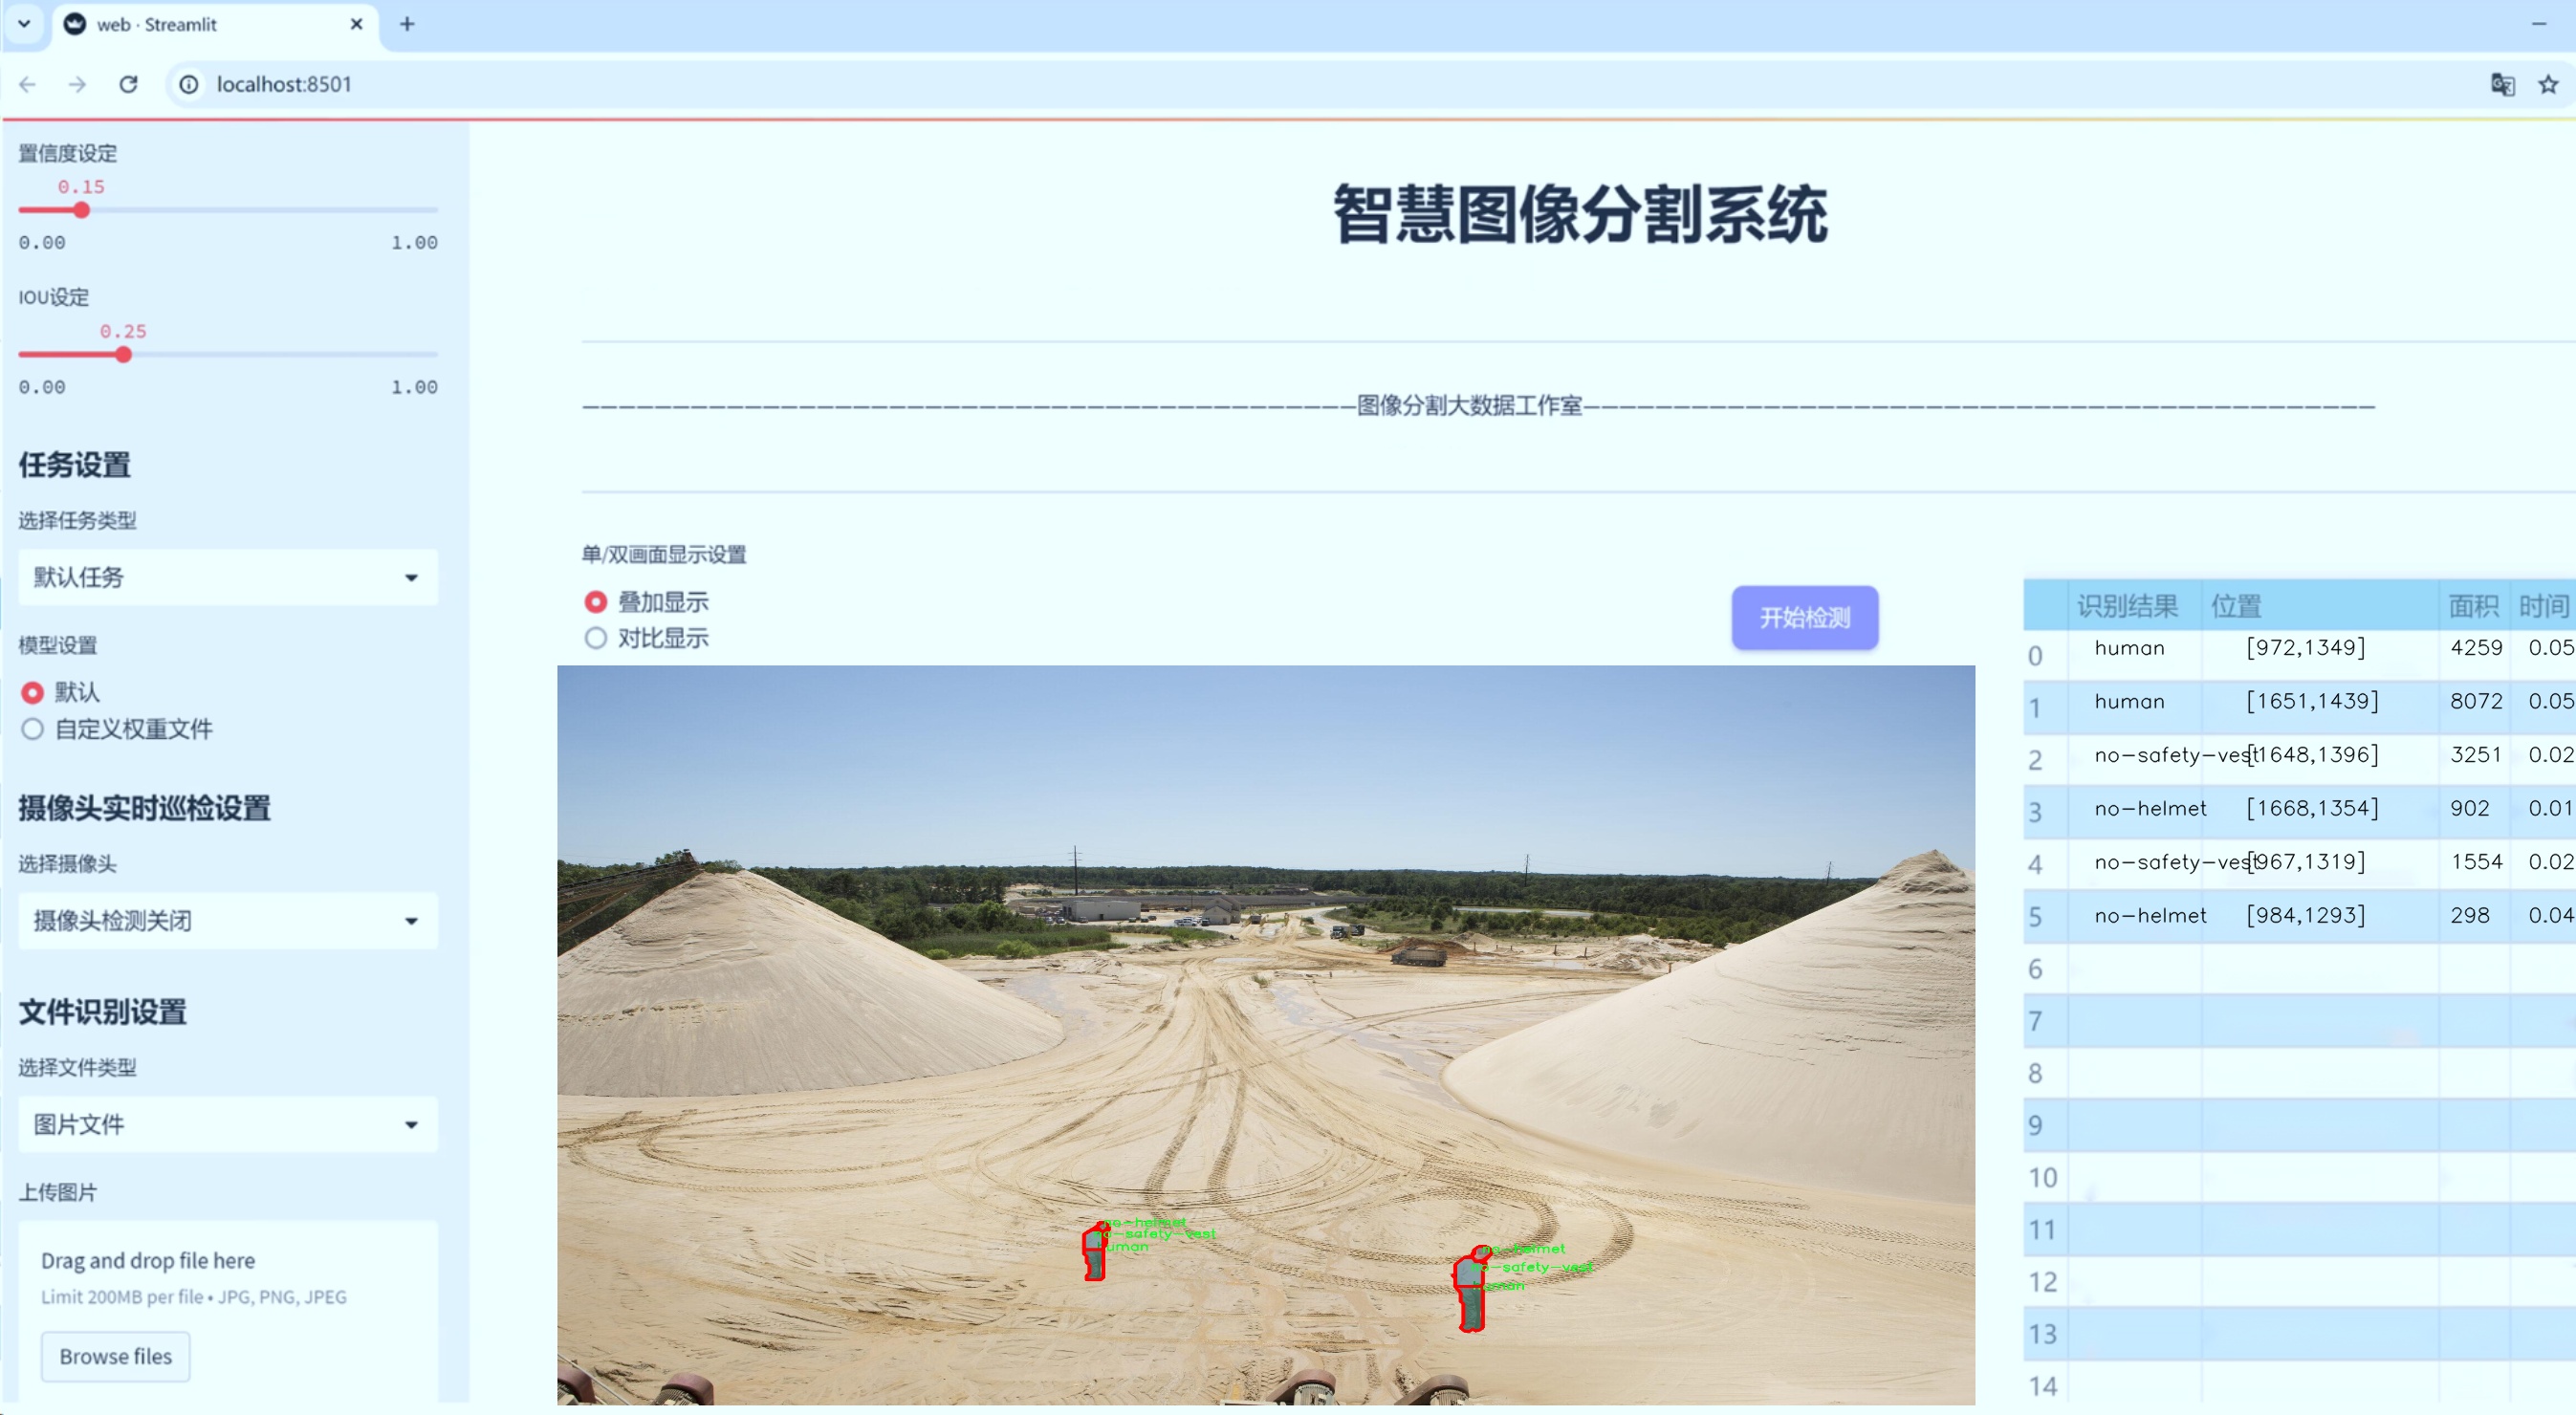 web · Streamlit
localhost:8501
置信度设定
0.15
0.00 1.00
IOU设定
0.25
0.00 1.00
任务设置
选择任务类型
默认任务
模型设置
默认
自定义权重文件
摄像头实时巡检设置
选择摄像头
摄像头检测关闭
文件识别设置
选择文件类型
图片文件
上传图片
Drag and drop file here
Limit 200MB per file • JPG, PNG, JPEG
Browse files
智慧图像分割系统
图像分割大数据工作室
单/双画面显示设置
叠加显示
对比显示
开始检测
no-helmet
no-safety-vest
human
no-helmet
no-safety-vest
human
识别结果 位置 面积 时间
0 human [972,1349] 4259 0.05
1 human [1651,1439] 8072 0.05
2 no-safety-vest [1648,1396] 3251 0.02
3 no-helmet [1668,1354] 902 0.01
4 no-safety-vest [967,1319] 1554 0.02
5 no-helmet [984,1293] 298 0.04
6
7
8
9
10
11
12
13
14